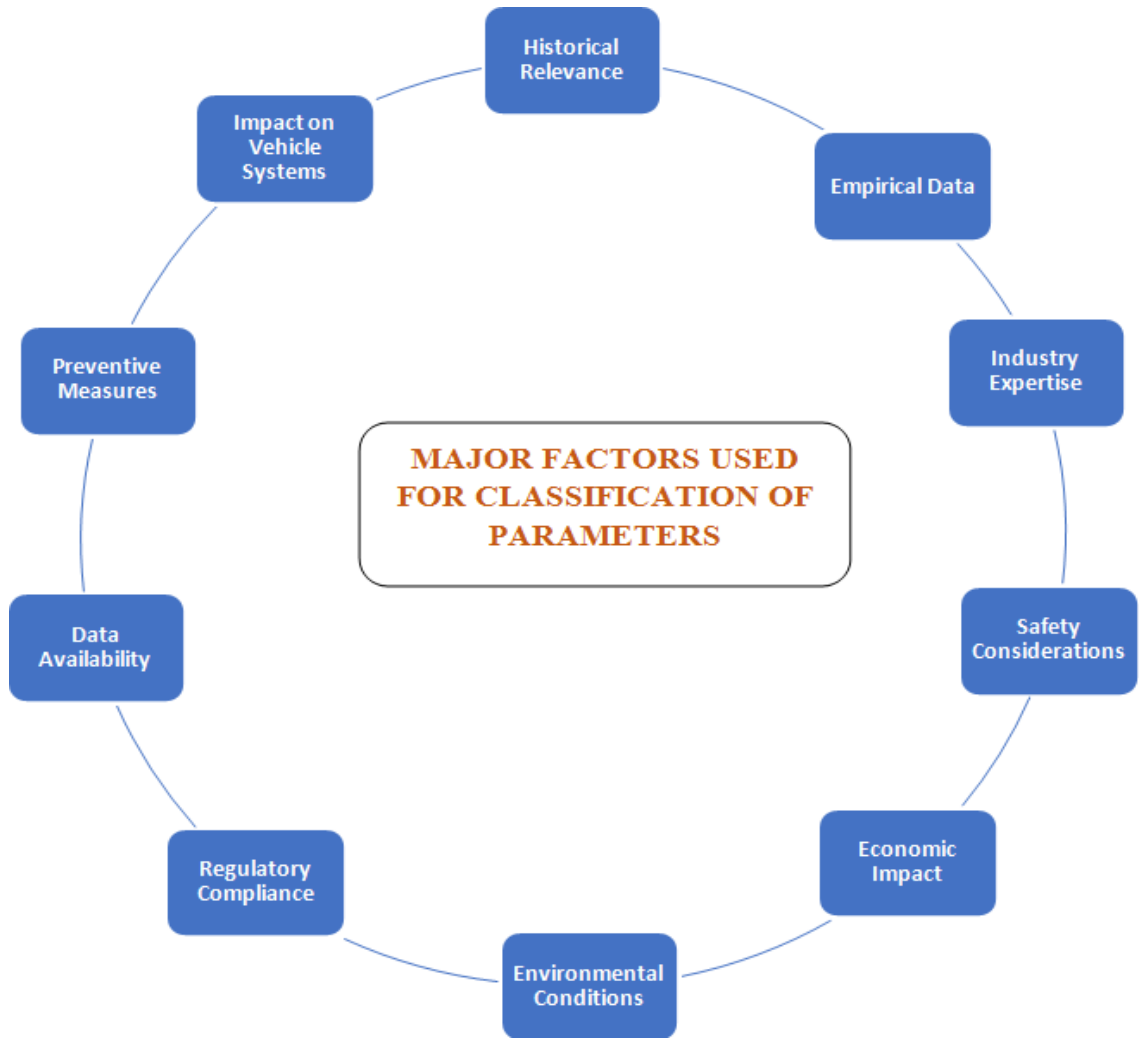 Historical
Relevance
Empirical Data
Industry
Expertise
Safety
Considerations
Economic
Impact
Environmental
Conditions
Regulatory
Compliance
Data
Availability
Preventive
Measures
Impact on
Vehicle
Systems
MAJOR FACTORS USED
FOR CLASSIFICATION OF
PARAMETERS